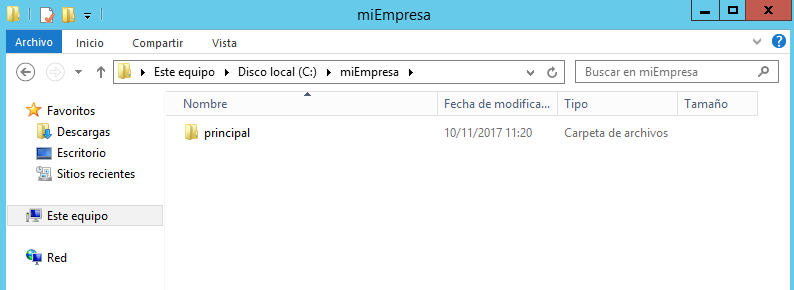 miEmpresa
Archivo Inicio Compartir Vista
Este equipo Disco local (C:) miEmpresa
Buscar en miEmpresa
Nombre Fecha de modifica... Tipo Tamaño
principal 10/11/2017 11:20 Carpeta de archivos
Favoritos
Descargas
Escritorio
Sitios recientes
Este equipo
Red